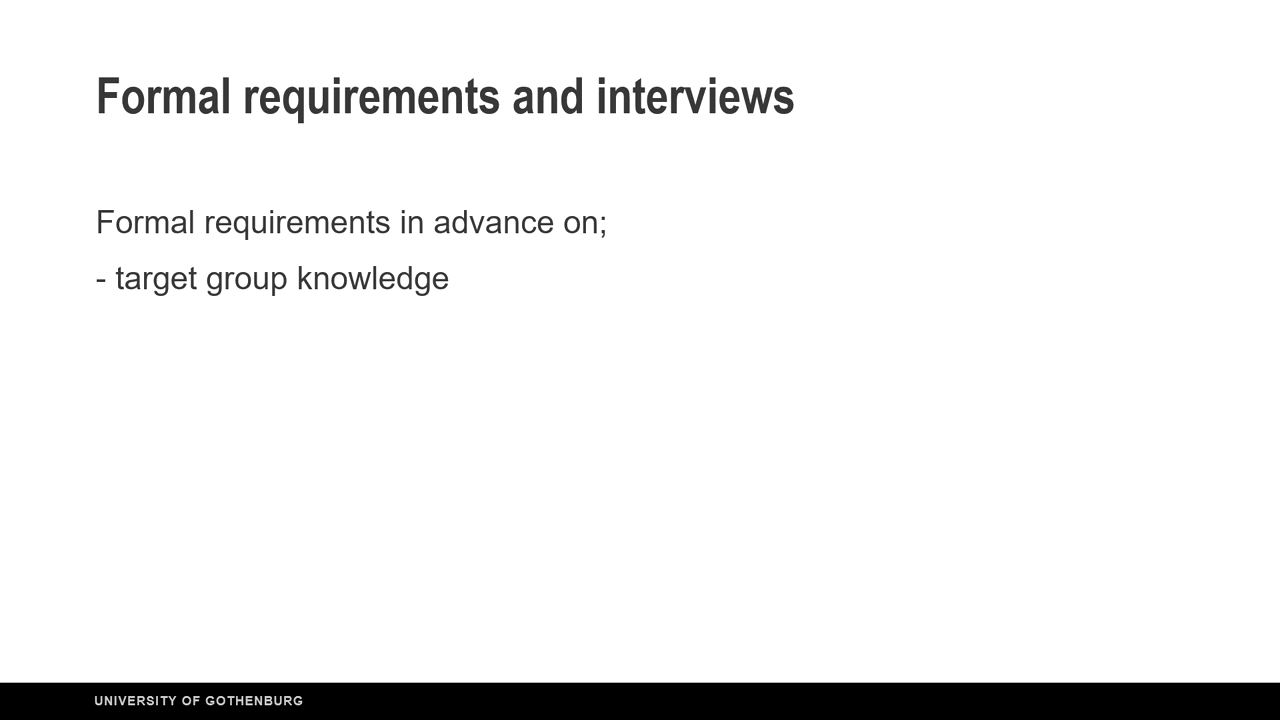 Formal requirements and interviews
Formal requirements in advance on;
- target group knowledge
UNIVERSITY OF GOTHENBURG